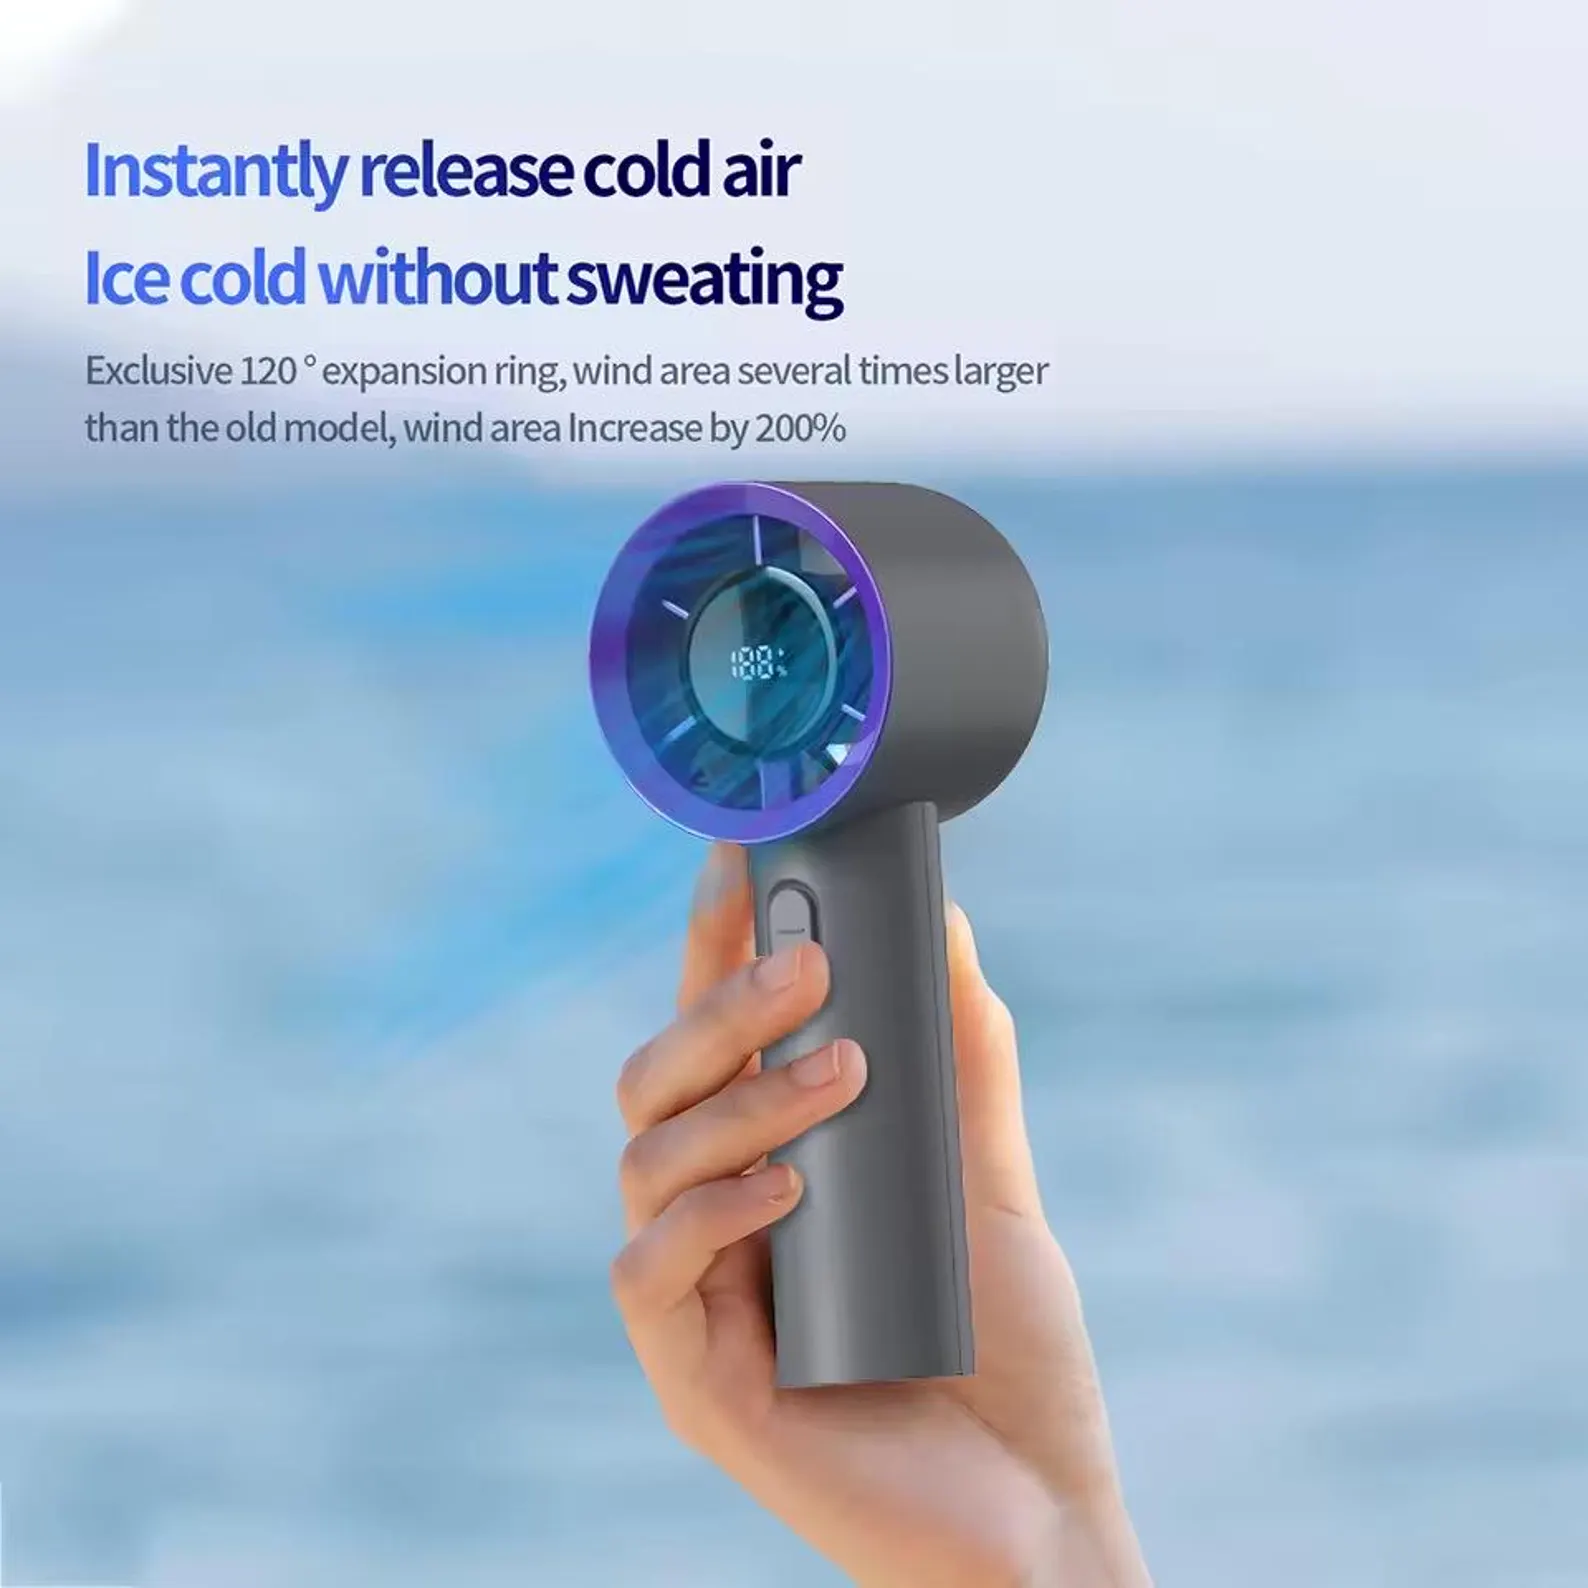 Instantly release cold air
Ice cold without sweating
Exclusive 120° expansion ring, wind area several times larger
than the old model, wind area Increase by 200%
188%